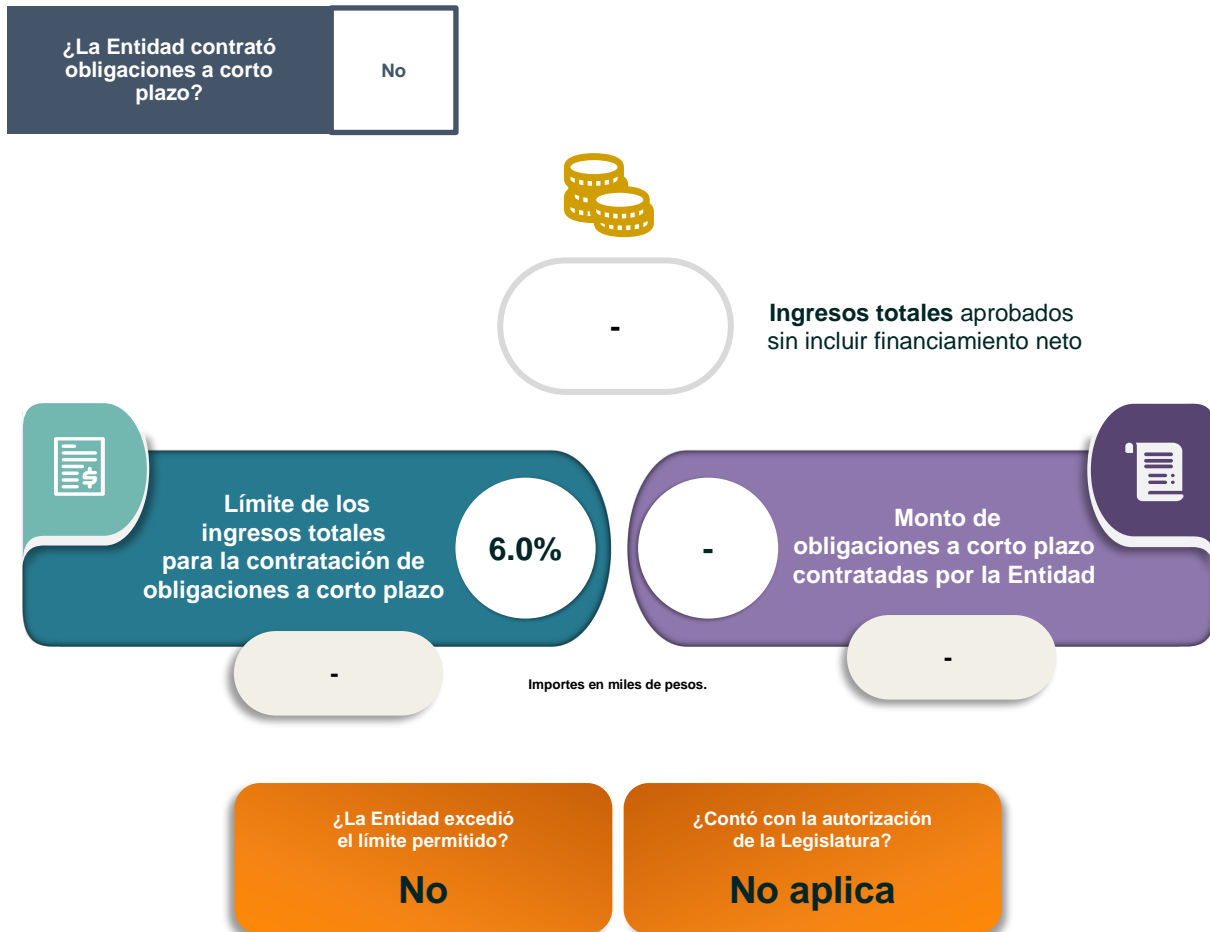 ¿La Entidad contrató
obligaciones a corto
plazo?
No
-
Ingresos totales aprobados
sin incluir financiamiento neto
Límite de los
ingresos totales
para la contratación de
obligaciones a corto plazo
6.0%
-
Monto de
obligaciones a corto plazo
contratadas por la Entidad
-
-
Importes en miles de pesos.
¿La Entidad excedió
el límite permitido?
No
¿Contó con la autorización
de la Legislatura?
No aplica